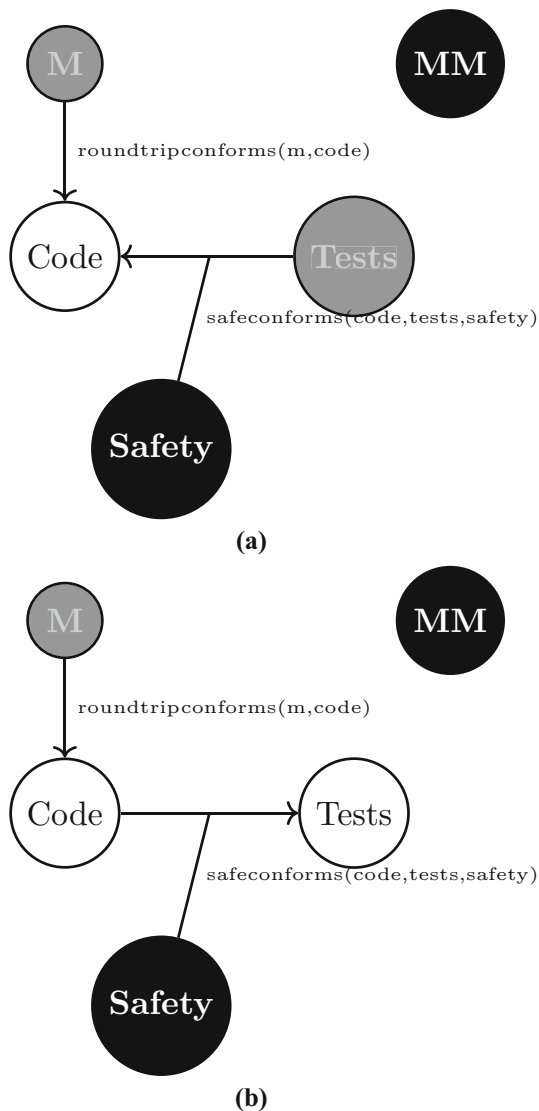 M
MM
roundtripconforms(m,code)
Code
Tests
safeconforms(code,tests,safety)
Safety
(a)
M
MM
roundtripconforms(m,code)
Code
Tests
safeconforms(code,tests,safety)
Safety
(b)